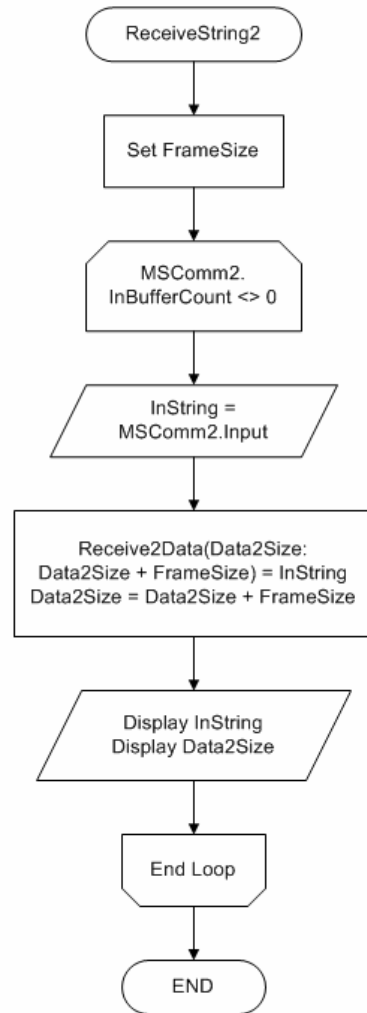 ReceiveString2
Set FrameSize
MSComm2.
InBufferCount <> 0
InString =
MSComm2.Input
Receive2Data(Data2Size:
Data2Size + FrameSize) = InString
Data2Size = Data2Size + FrameSize
Display InString
Display Data2Size
End Loop
END